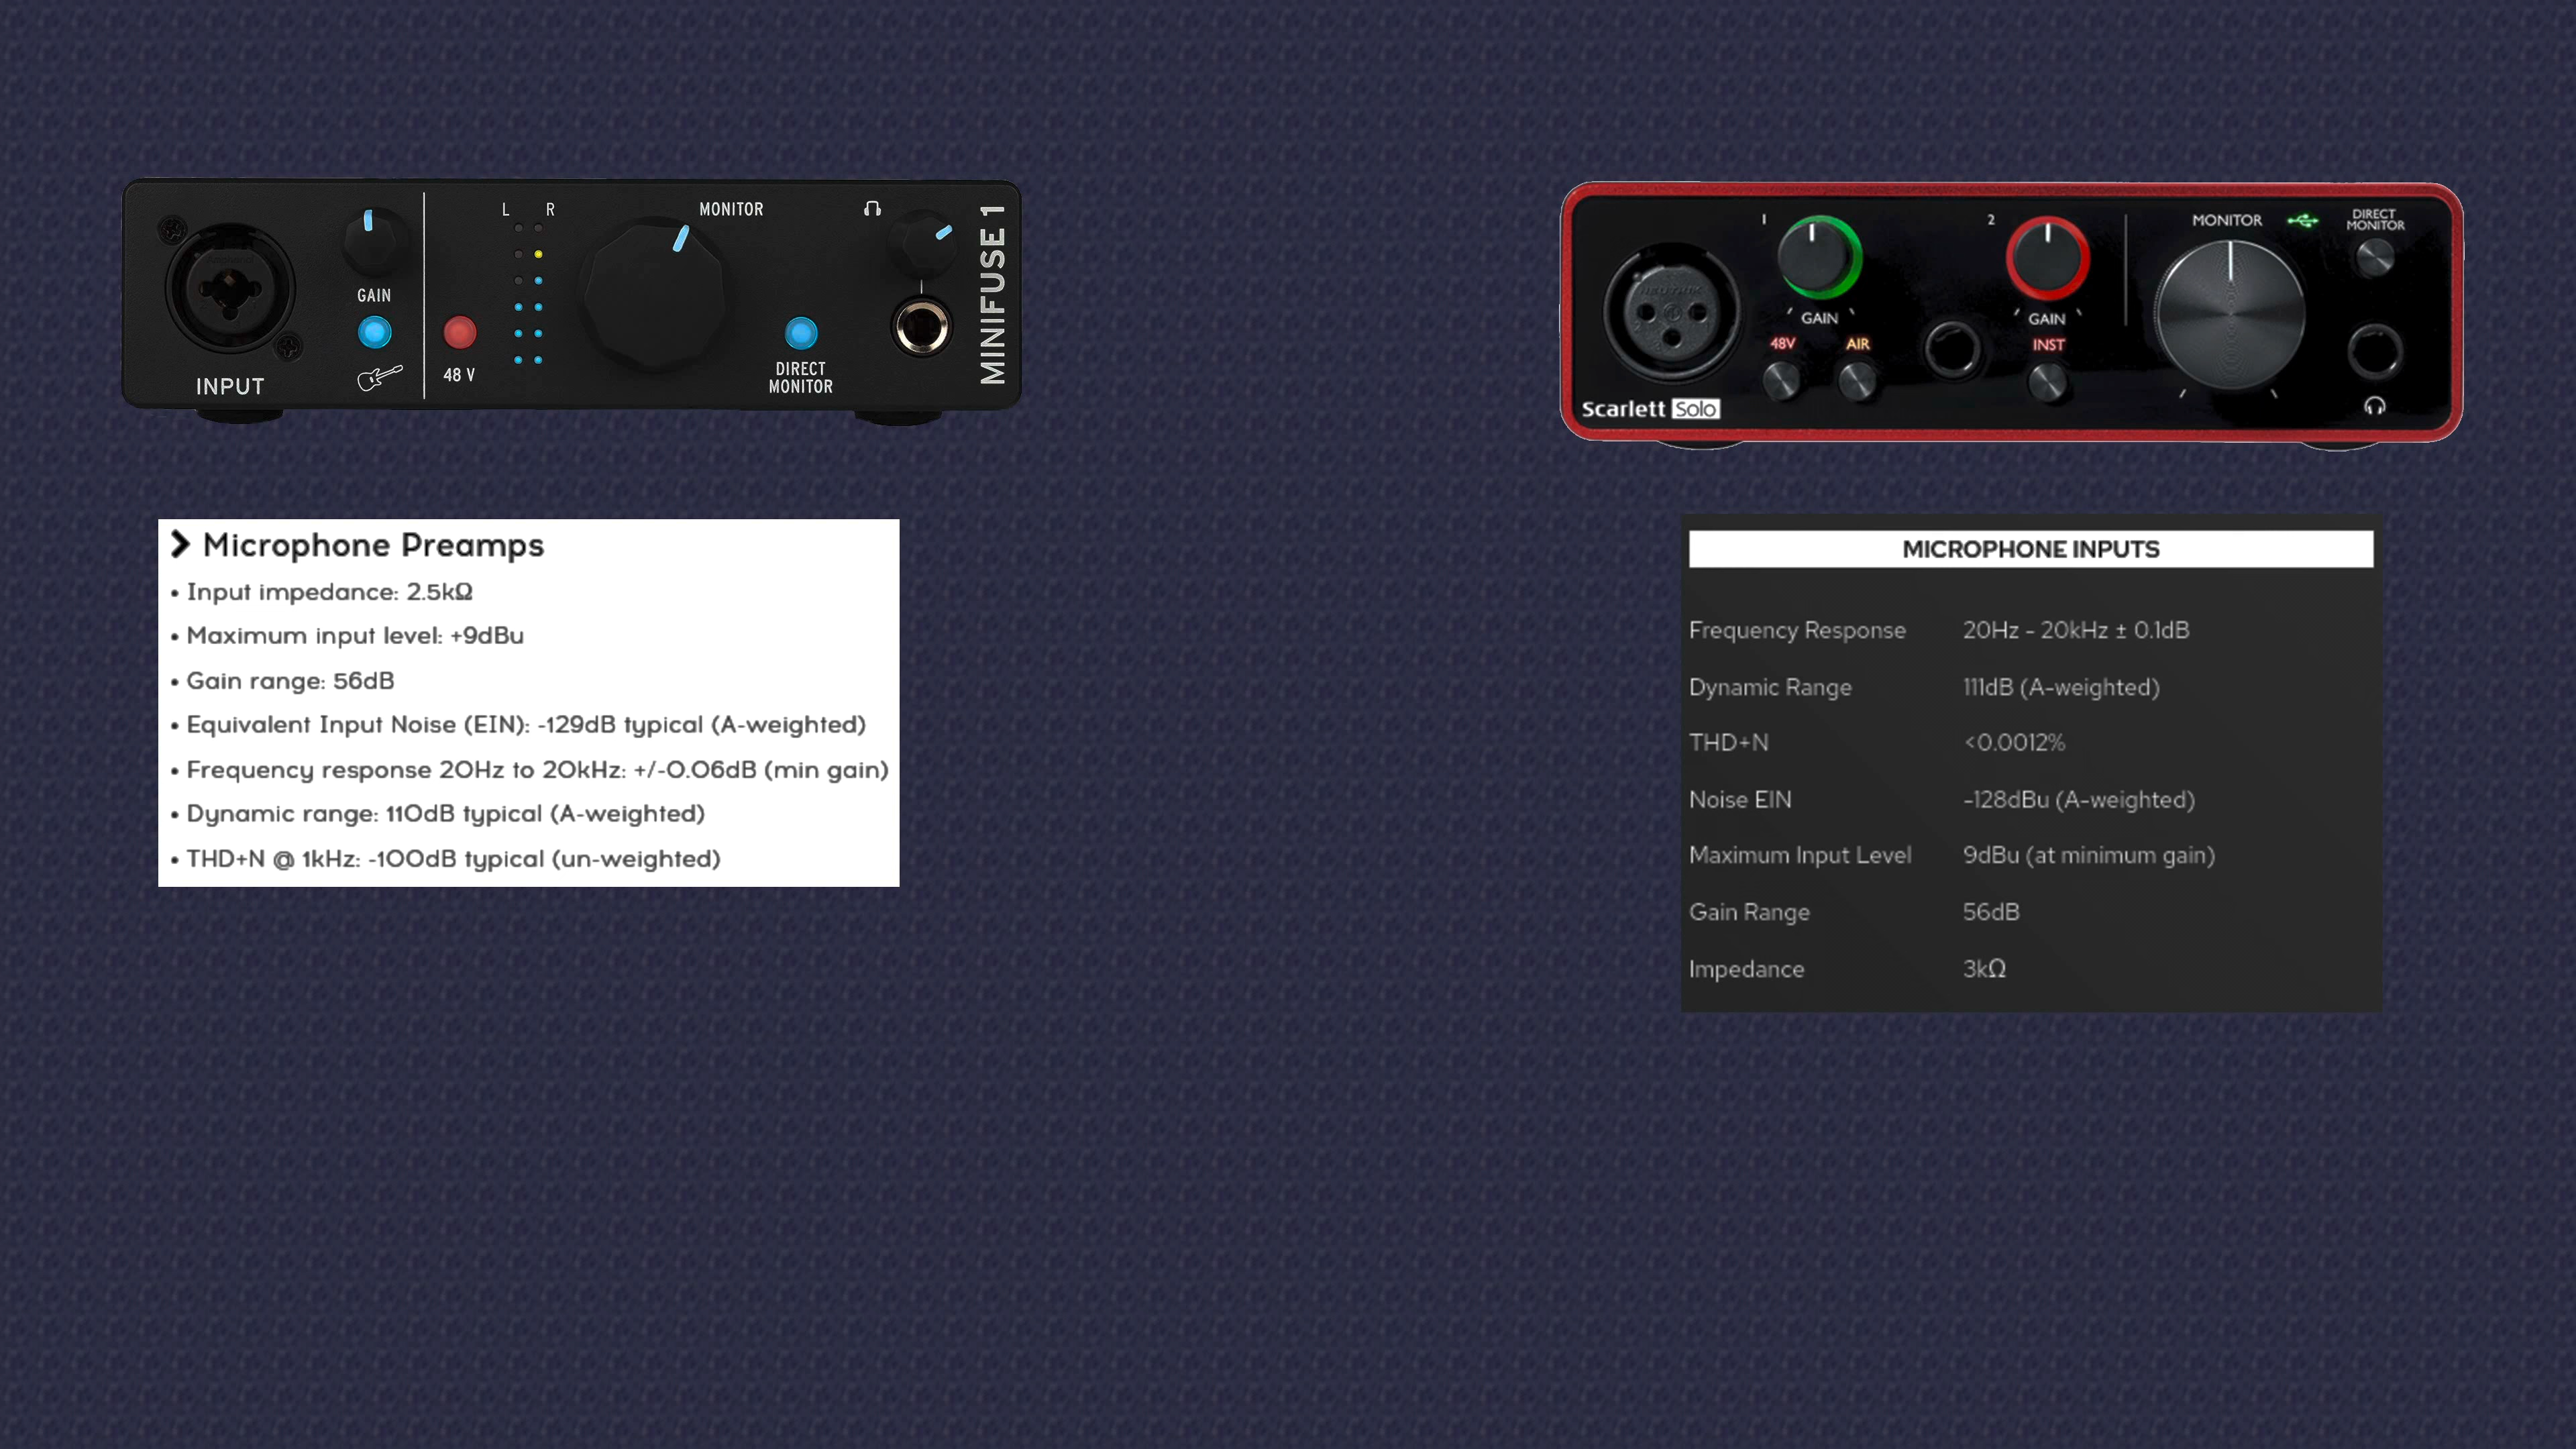 L R
MONITOR
GAIN
48 V
INPUT
DIRECT
MONITOR
MINIFUSE 1
> Microphone Preamps
• Input impedance: 2.5kΩ
• Maximum input level: +9dBu
• Gain range: 56dB
• Equivalent Input Noise (EIN): -129dB typical (A-weighted)
• Frequency response 20Hz to 20kHz: +/-0.06dB (min gain)
• Dynamic range: 110dB typical (A-weighted)
• THD+N @ 1kHz: -100dB typical (un-weighted)
1
2
MONITOR
DIRECT
MONITOR
GAIN
GAIN
48V AIR
INST
Scarlett Solo
MICROPHONE INPUTS
Frequency Response 20Hz - 20kHz ± 0.1dB
Dynamic Range 111dB (A-weighted)
THD+N <0.0012%
Noise EIN -128dBu (A-weighted)
Maximum Input Level 9dBu (at minimum gain)
Gain Range 56dB
Impedance 3kΩ